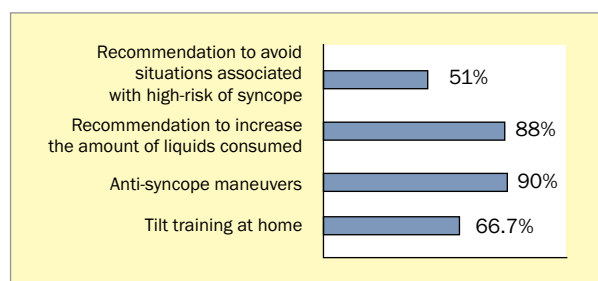 Recommendation to avoid
situations associated
with high-risk of syncope
51%
Recommendation to increase
the amount of liquids consumed
88%
Anti-syncope maneuvers
90%
Tilt training at home
66.7%